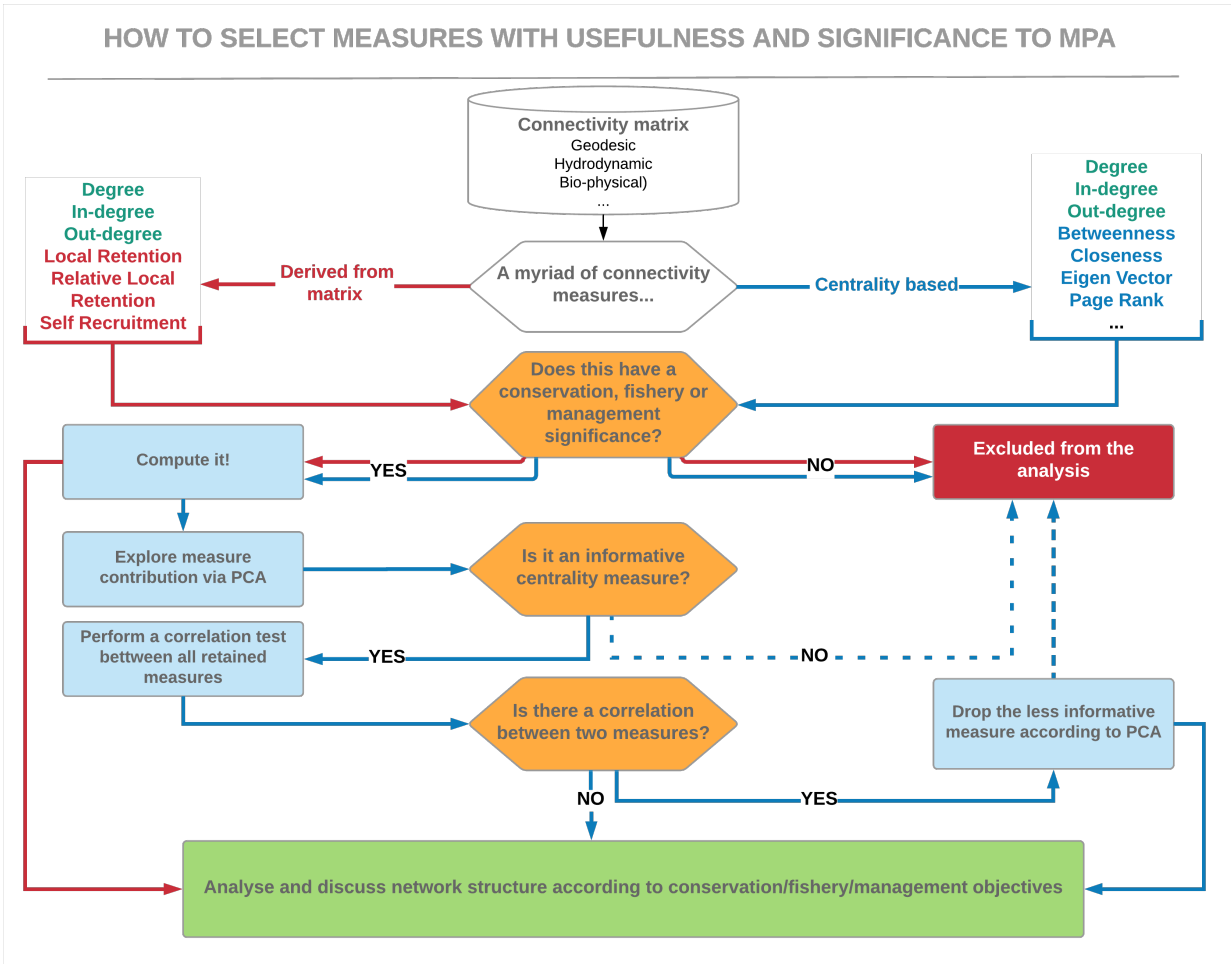 HOW TO SELECT MEASURES WITH USEFULNESS AND SIGNIFICANCE TO MPA
Connectivity matrix
Geodesic
Hydrodynamic
Bio-physical)
...
Degree
In-degree
Out-degree
Local Retention
Relative Local
Retention
Self Recruitment
Derived from
matrix
A myriad of connectivity
measures...
Centrality based
Degree
In-degree
Out-degree
Betweenness
Closeness
Eigen Vector
Page Rank
...
Does this have a
conservation, fishery or
management
significance?
Compute it!
YES
NO
Excluded from the
analysis
Explore measure
contribution via PCA
Is it an informative
centrality measure?
Perform a correlation test
bettween all retained
measures
YES
NO
Is there a correlation
between two measures?
Drop the less informative
measure according to PCA
NO
YES
Analyse and discuss network structure according to conservation/fishery/management objectives